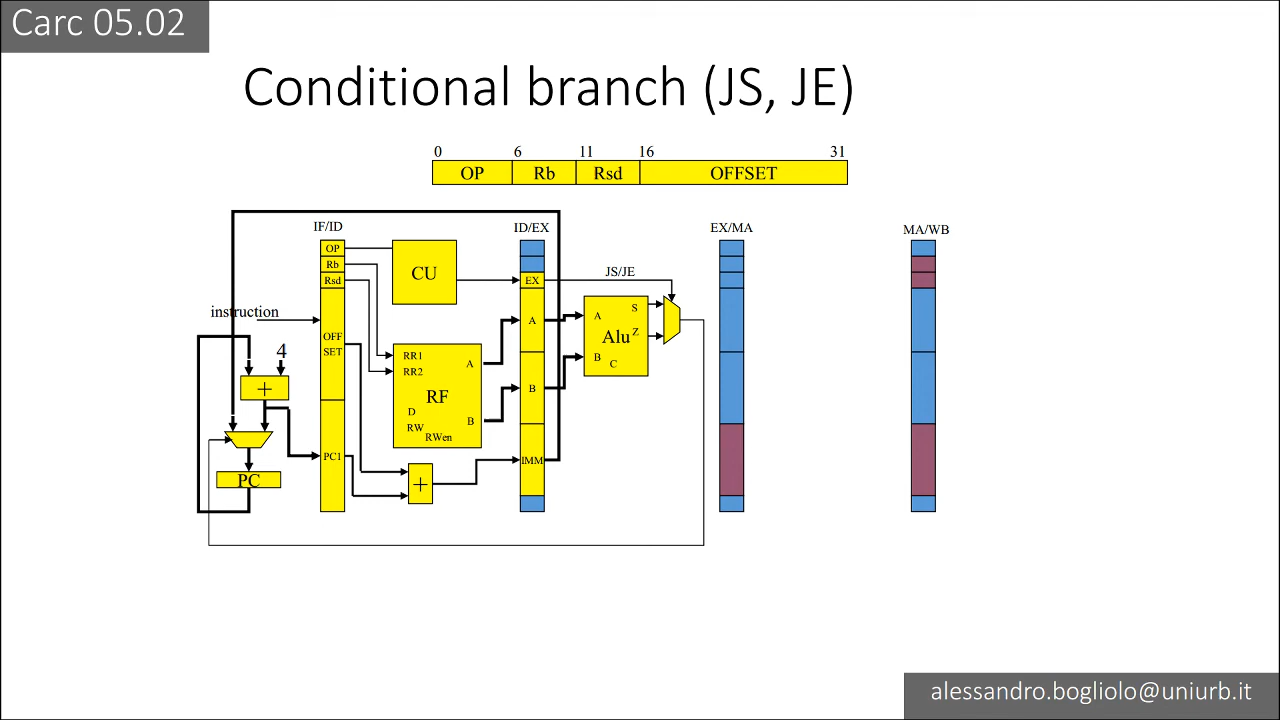 Carc 05.02
Conditional branch (JS, JE)
0 6 11 16 31
OP Rb Rsd OFFSET
IF/ID ID/EX EX/MA MA/WB
OP
Rb
Rsd
CU
EX
JS/JE
instruction
OFF
SET
A
A
B
C
Alu
S
Z
4
+
RR1
RR2
A
RF
D
RW
RWen
B
B
PC1
+
IMM
PC
alessandro.bogliolo@uniurb.it